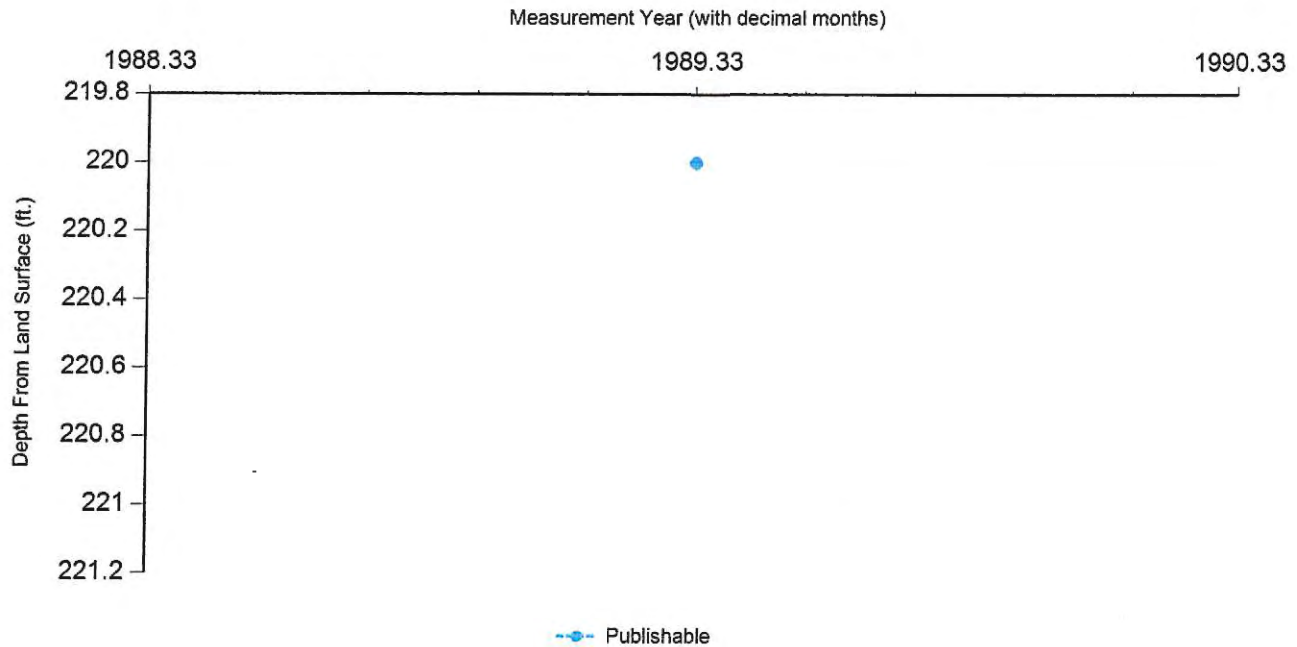 Measurement Year (with decimal months)
1988.33 1989.33 1990.33
219.8
220
220.2
220.4
220.6
220.8
221
221.2
Depth From Land Surface (ft.)
Publishable